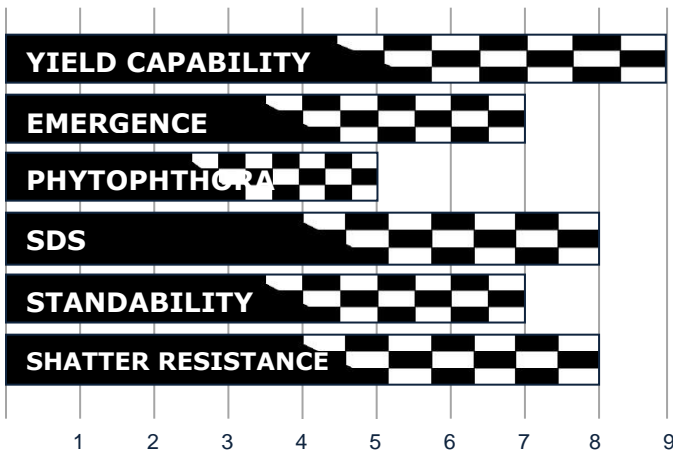 YIELD CAPABILITY
EMERGENCE
PHYTOPHTHORA
SDS
STANDABILITY
SHATTER RESISTANCE
1 2 3 4 5 6 7 8 9